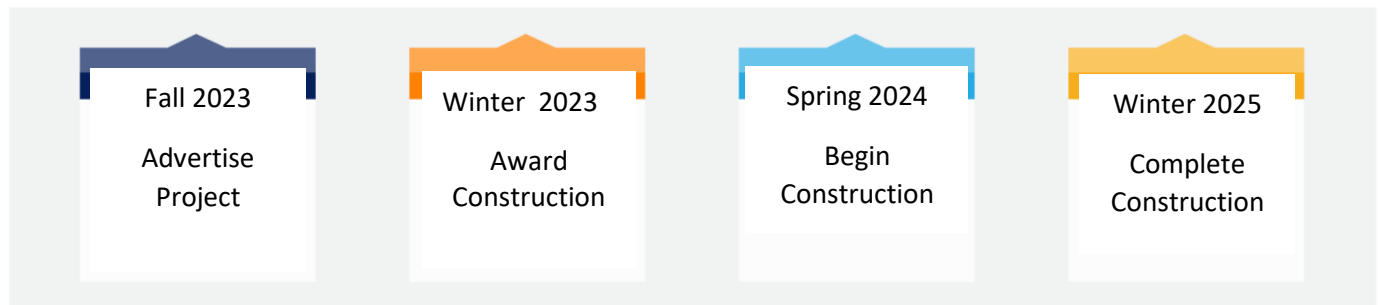 Fall 2023
Advertise
Project
Winter  2023
Award
Construction
Spring 2024
Begin
Construction
Winter 2025
Complete
Construction